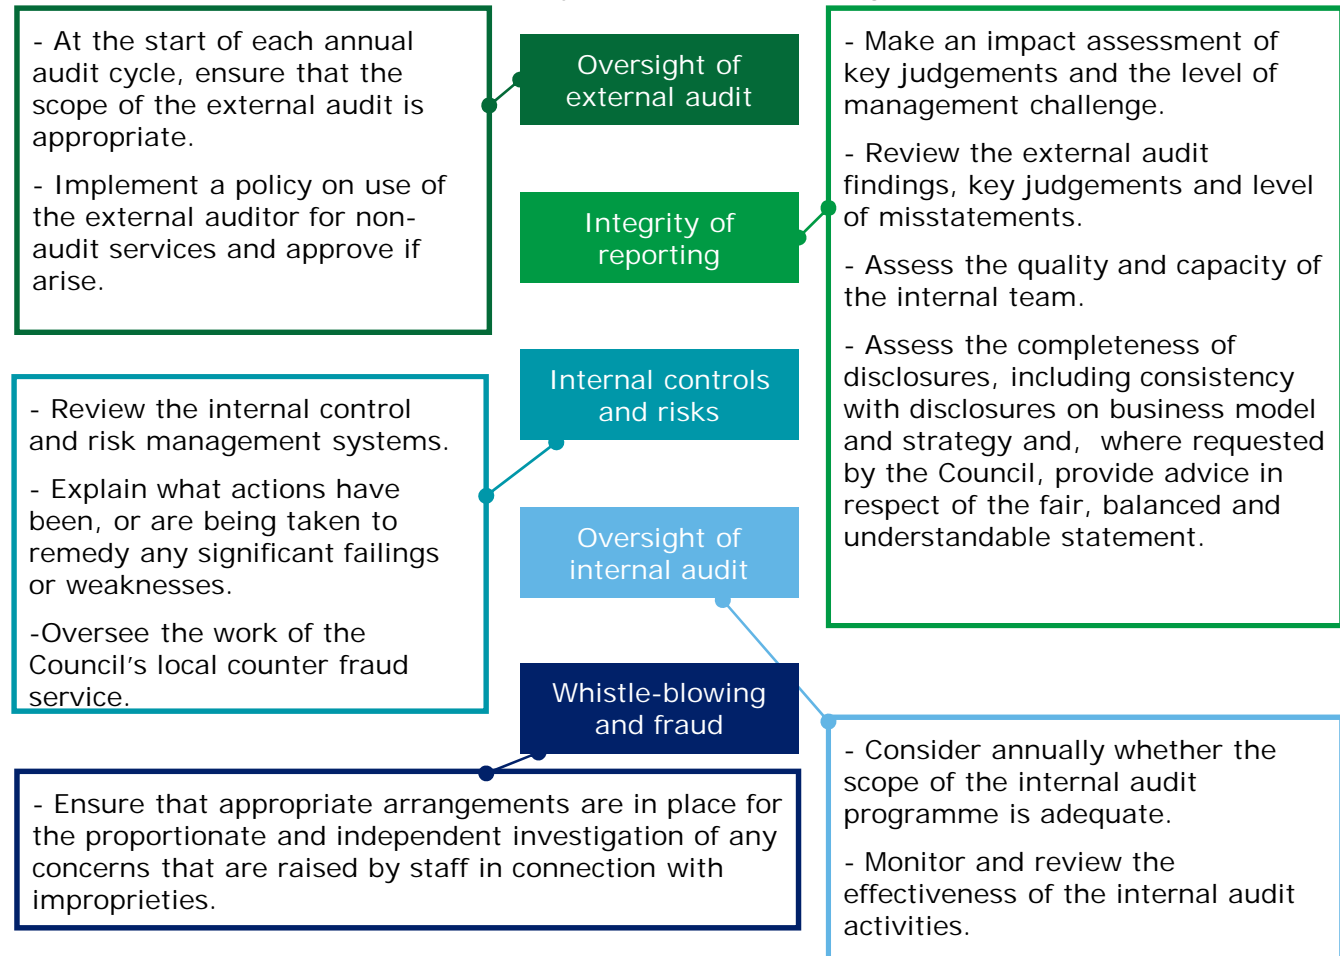 - At the start of each annual
audit cycle, ensure that the
scope of the external audit is
appropriate.
- Implement a policy on use of
the external auditor for non-
audit services and approve if
arise.
Oversight of
external audit
Integrity of
reporting
- Make an impact assessment of
key judgements and the level of
management challenge.
- Review the external audit
findings, key judgements and level
of misstatements.
- Assess the quality and capacity of
the internal team.
- Assess the completeness of
disclosures, including consistency
with disclosures on business model
and strategy and,  where requested
by the Council, provide advice in
respect of the fair, balanced and
understandable statement.
Internal controls
and risks
- Review the internal control
and risk management systems.
- Explain what actions have
been, or are being taken to
remedy any significant failings
or weaknesses.
-Oversee the work of the
Council’s local counter fraud
service.
Oversight of
internal audit
Whistle-blowing
and fraud
- Ensure that appropriate arrangements are in place for
the proportionate and independent investigation of any
concerns that are raised by staff in connection with
improprieties.
- Consider annually whether the
scope of the internal audit
programme is adequate.
- Monitor and review the
effectiveness of the internal audit
activities.